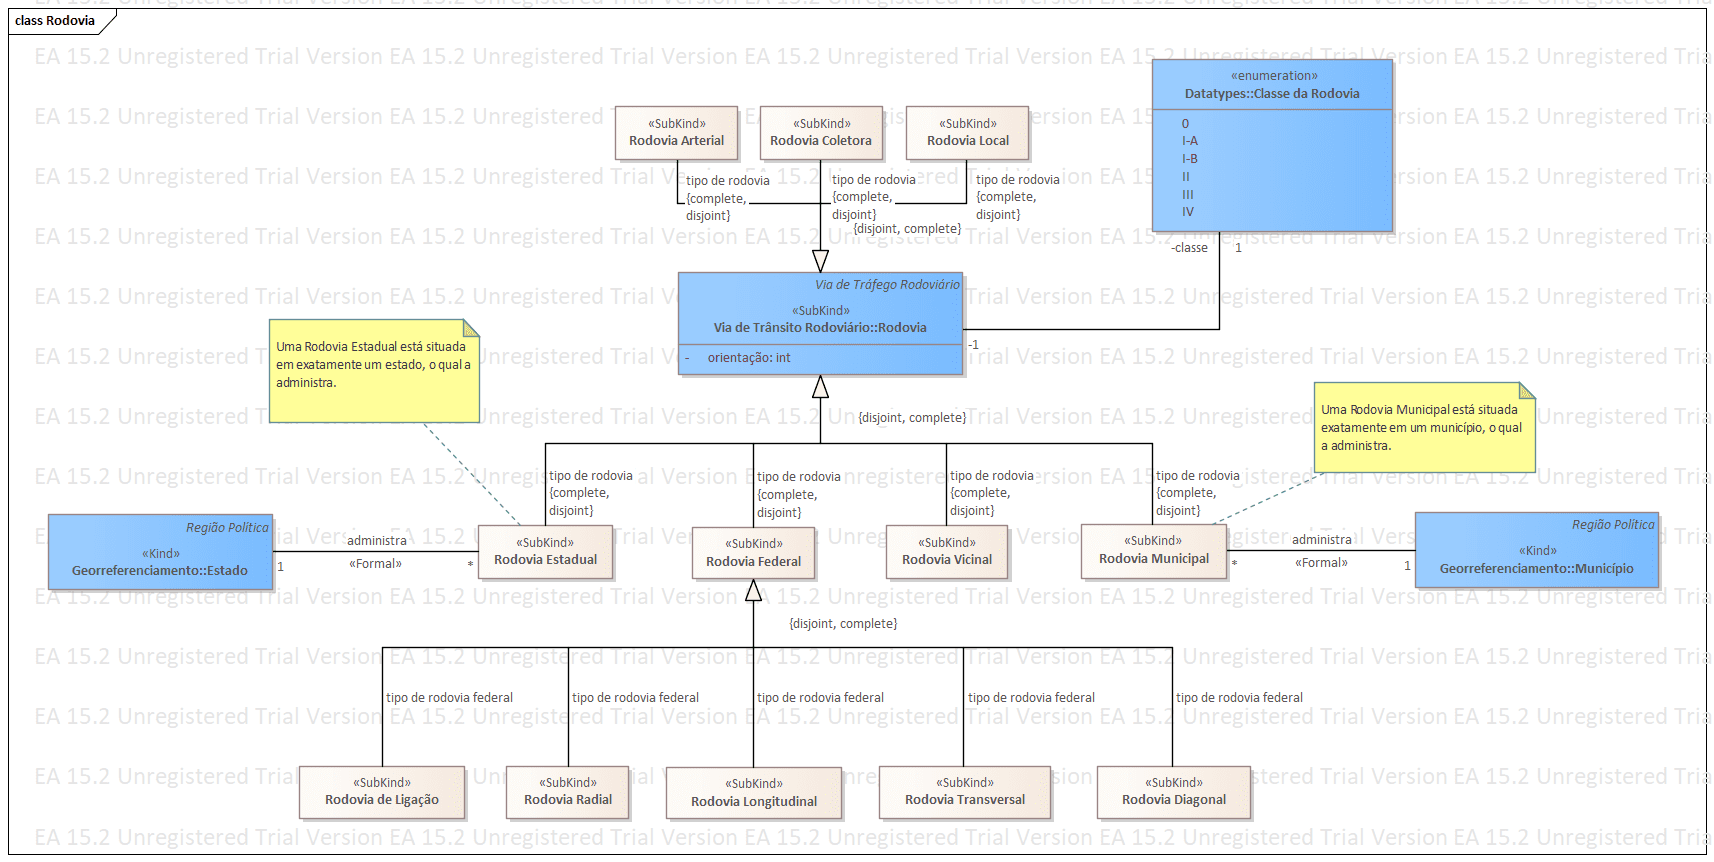 class Rodovia
EA 15.2 Unregistered Trial Version EA 15.2 Unregistered Trial Version EA 15.2 Unregistered Trial Version EA 15.2 Unregistered Trial Version EA 15.2 Unregistered Tria
«enumeration»
Datatypes::Classe da Rodovia
0
I-A
I-B
II
III
IV
«SubKind»
Rodovia Arterial
«SubKind»
Rodovia Coletora
«SubKind»
Rodovia Local
tipo de rodovia
{complete,
disjoint}
tipo de rodovia
{complete,
disjoint}
tipo de rodovia
{complete,
disjoint}
{disjoint, complete}
-classe
1
Via de Tráfego Rodoviário
«SubKind»
Via de Trânsito Rodoviário::Rodovia
- orientação: int
-1
Uma Rodovia Estadual está situada
em exatamente um estado, o qual a
administra.
{disjoint, complete}
Uma Rodovia Municipal está situada
exatamente em um município, o qual
a administra.
tipo de rodovia
{complete,
disjoint}
tipo de rodovia
{complete,
disjoint}
tipo de rodovia
{complete,
disjoint}
tipo de rodovia
{complete,
disjoint}
Região Política
«Kind»
Georreferenciamento::Estado
administra
«Formal»
1
*
«SubKind»
Rodovia Estadual
«SubKind»
Rodovia Federal
«SubKind»
Rodovia Vicinal
«SubKind»
Rodovia Municipal
administra
«Formal»
*
1
Região Política
«Kind»
Georreferenciamento::Município
{disjoint, complete}
tipo de rodovia federal
tipo de rodovia federal
tipo de rodovia federal
tipo de rodovia federal
tipo de rodovia federal
«SubKind»
Rodovia de Ligação
«SubKind»
Rodovia Radial
«SubKind»
Rodovia Longitudinal
«SubKind»
Rodovia Transversal
«SubKind»
Rodovia Diagonal